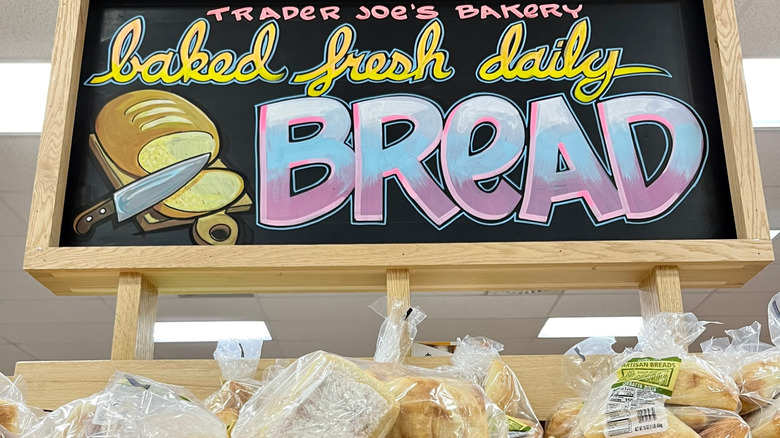 TRADER JOE'S BAKERY
baked fresh daily
BREAD
ARTISAN BREADS